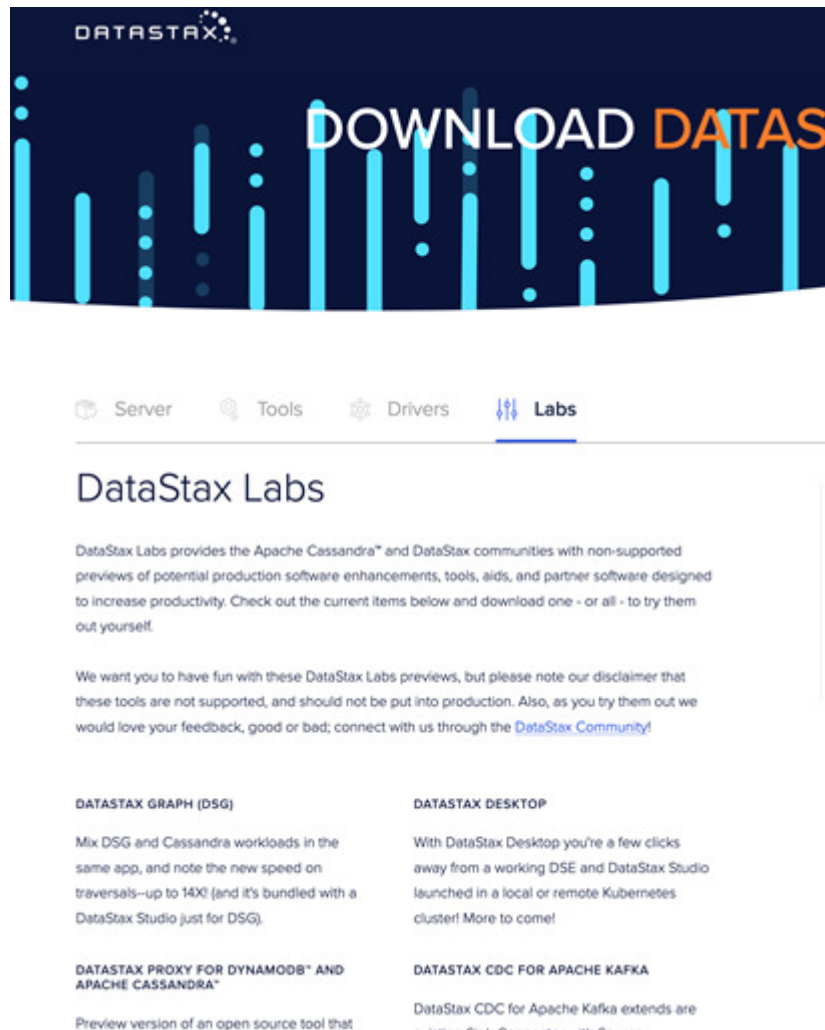 DATASTAX
DOWNLOAD DATAS
Server
Tools
Drivers
Labs
DataStax Labs
DataStax Labs provides the Apache Cassandra™ and DataStax communities with non-supported
previews of potential production software enhancements, tools, aids, and partner software designed
to increase productivity. Check out the current items below and download one - or all - to try them
out yourself.
We want you to have fun with these DataStax Labs previews, but please note our disclaimer that
these tools are not supported, and should not be put into production. Also, as you try them out we
would love your feedback, good or bad; connect with us through the DataStax Community!
DATASTAX GRAPH (DSG)
Mix DSG and Cassandra workloads in the
same app, and note the new speed on
traversals--up to 14X! (and it's bundled with a
DataStax Studio just for DSG).
DATASTAX DESKTOP
With DataStax Desktop you're a few clicks
away from a working DSE and DataStax Studio
launched in a local or remote Kubernetes
cluster! More to come!
DATASTAX PROXY FOR DYNAMODB™ AND
APACHE CASSANDRA™
Preview version of an open source tool that
DATASTAX CDC FOR APACHE KAFKA
DataStax CDC for Apache Kafka extends are